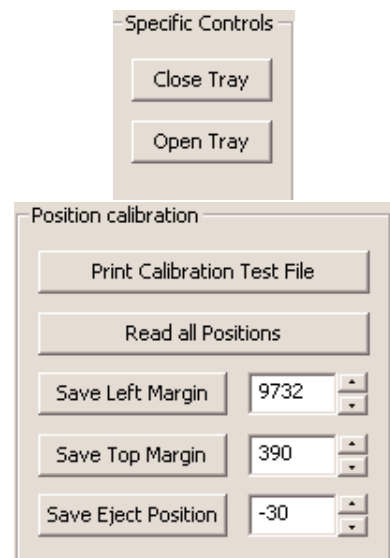 Specific Controls
Close Tray
Open Tray
Position calibration
Print Calibration Test File
Read all Positions
Save Left Margin 9732
Save Top Margin 390
Save Eject Position -30